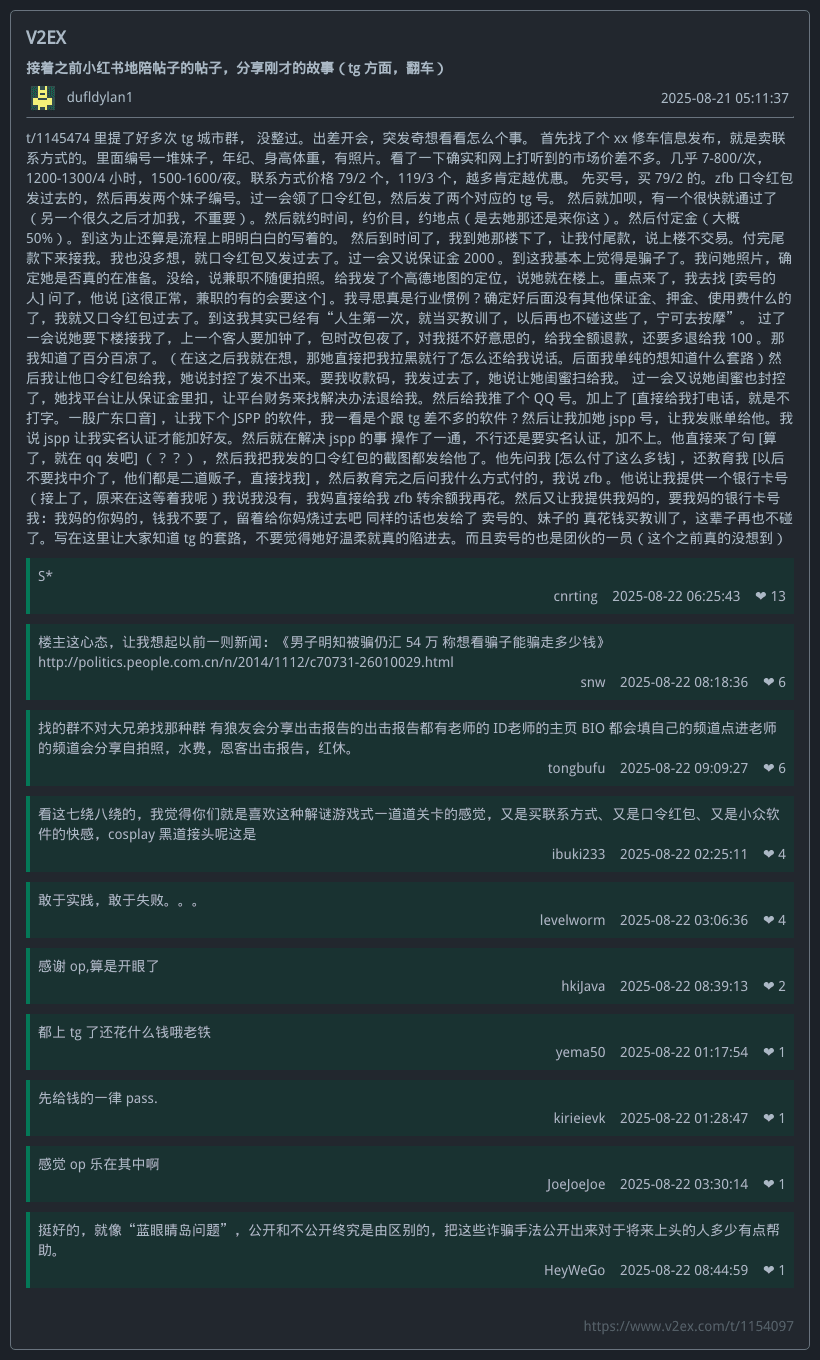 V2EX
接着之前小红书地陪帖子的帖子，分享刚才的故事（tg 方面，翻车）
dufldylan1
2025-08-21 05:11:37
t/1145474 里提了好多次 tg 城市群， 没整过。出差开会，突发奇想看看怎么个事。 首先找了个 xx 修车信息发布，就是卖联
系方式的。里面编号一堆妹子，年纪、身高体重，有照片。看了一下确实和网上打听到的市场价差不多。几乎 7-800/次，
1200-1300/4 小时，1500-1600/夜。联系方式价格 79/2 个，119/3 个，越多肯定越优惠。 先买号，买 79/2 的。zfb 口令红包
发过去的，然后再发两个妹子编号。过一会领了口令红包，然后发了两个对应的 tg 号。 然后就加呗，有一个很快就通过了
（另一个很久之后才加我，不重要）。然后就约时间，约价目，约地点（是去她那还是来你这）。然后付定金（大概
50%）。到这为止还算是流程上明明白白的写着的。 然后到时间了，我到她那楼下了，让我付尾款，说上楼不交易。付完尾
款下来接我。我也没多想，就口令红包又发过去了。过一会又说保证金 2000 。到这我基本上觉得是骗子了。我问她照片，确
定她是否真的在准备。没给，说兼职不随便拍照。给我发了个高德地图的定位，说她就在楼上。重点来了，我去找 [卖号的
人] 问了，他说 [这很正常，兼职的有的会要这个] 。我寻思真是行业惯例？确定好后面没有其他保证金、押金、使用费什么的
了，我就又口令红包过去了。到这我其实已经有“人生第一次，就当买教训了，以后再也不碰这些了，宁可去按摩”。 过了
一会说她要下楼接我了，上一个客人要加钟了，包时改包夜了，对我挺不好意思的，给我全额退款，还要多退给我 100 。那
我知道了百分百凉了。（在这之后我就在想，那她直接把我拉黑就行了怎么还给我说话。后面我单纯的想知道什么套路）然
后我让他口令红包给我，她说封控了发不出来。要我收款码，我发过去了，她说让她闺蜜扫给我。 过一会又说她闺蜜也封控
了，她找平台让从保证金里扣，让平台财务来找解决办法退给我。然后给我推了个 QQ 号。加上了 [直接给我打电话，就是不
打字。一股广东口音] ，让我下个 JSPP 的软件，我一看是个跟 tg 差不多的软件？然后让我加她 jspp 号，让我发账单给他。我
说 jspp 让我实名认证才能加好友。然后就在解决 jspp 的事 操作了一通，不行还是要实名认证，加不上。他直接来了句 [算
了，就在 qq 发吧] （？？），然后我把我发的口令红包的截图都发给他了。他先问我 [怎么付了这么多钱] ，还教育我 [以后
不要找中介了，他们都是二道贩子，直接找我] ，然后教育完之后问我什么方式付的，我说 zfb 。他说让我提供一个银行卡号
（接上了，原来在这等着我呢）我说我没有，我妈直接给我 zfb 转余额我再花。然后又让我提供我妈的，要我妈的银行卡号
我：我妈的你妈的，钱我不要了，留着给你妈烧过去吧 同样的话也发给了 卖号的、妹子的 真花钱买教训了，这辈子再也不碰
了。写在这里让大家知道 tg 的套路，不要觉得她好温柔就真的陷进去。而且卖号的也是团伙的一员（这个之前真的没想到）
S*
cnrting 2025-08-22 06:25:43 ❤ 13
楼主这心态，让我想起以前一则新闻：《男子明知被骗仍汇 54 万 称想看骗子能骗走多少钱》
http://politics.people.com.cn/n/2014/1112/c70731-26010029.html
snw 2025-08-22 08:18:36 ❤ 6
找的群不对大兄弟找那种群 有狼友会分享出击报告的出击报告都有老师的 ID老师的主页 BIO 都会填自己的频道点进老师
的频道会分享自拍照，水费，恩客出击报告，红休。
tongbufu 2025-08-22 09:09:27 ❤ 6
看这七绕八绕的，我觉得你们就是喜欢这种解谜游戏式一道道关卡的感觉，又是买联系方式、又是口令红包、又是小众软
件的快感，cosplay 黑道接头呢这是
ibuki233 2025-08-22 02:25:11 ❤ 4
敢于实践，敢于失败。。。
levelworm 2025-08-22 03:06:36 ❤ 4
感谢 op,算是开眼了
hkiJava 2025-08-22 08:39:13 ❤ 2
都上 tg 了还花什么钱哦老铁
yema50 2025-08-22 01:17:54 ❤ 1
先给钱的一律 pass.
kirieievk 2025-08-22 01:28:47 ❤ 1
感觉 op 乐在其中啊
JoeJoeJoe 2025-08-22 03:30:14 ❤ 1
挺好的，就像“蓝眼睛岛问题”，公开和不公开终究是由区别的，把这些诈骗手法公开出来对于将来上头的人多少有点帮
助。
HeyWeGo 2025-08-22 08:44:59 ❤ 1
https://www.v2ex.com/t/1154097